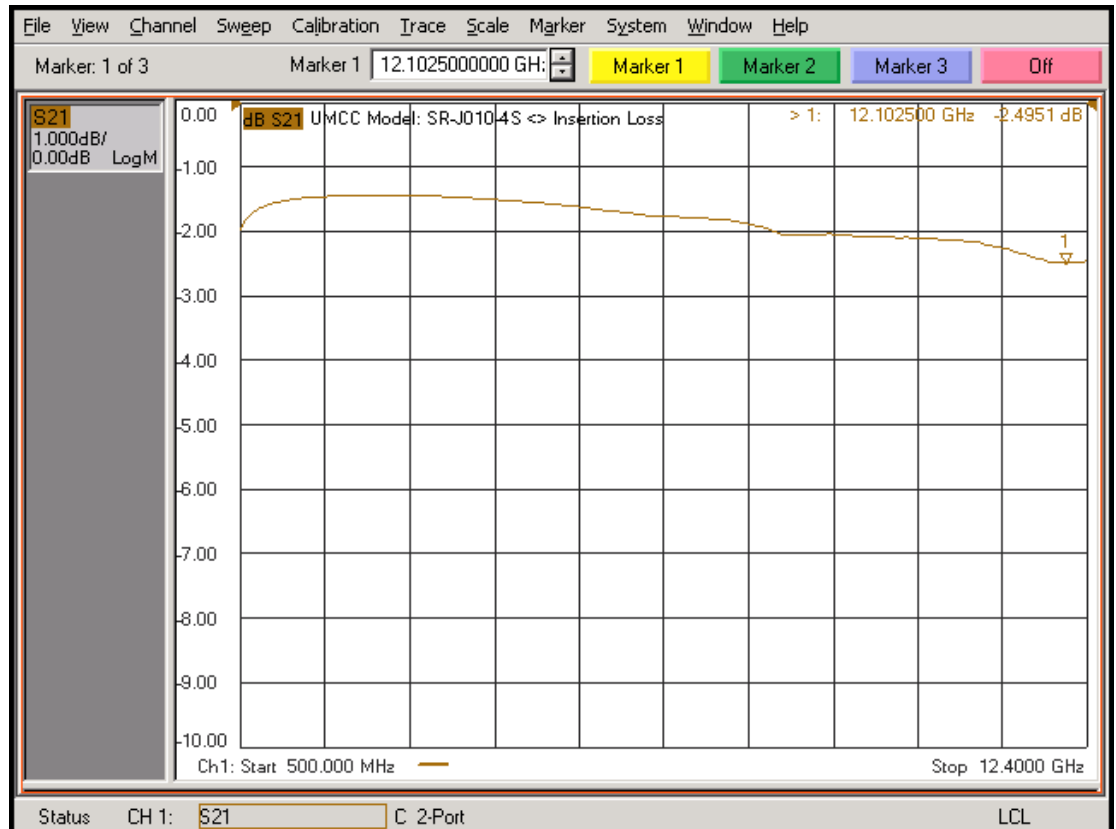 File View Channel Sweep Calibration Trace Scale Marker System Window Help
Marker: 1 of 3 Marker 1 12.1025000000 GH: Marker 1 Marker 2 Marker 3 Off
S21
1.000dB/
0.00dB LogM
dB S21 UMCC Model: SR-J010-4S <> Insertion Loss > 1: 12.102500 GHz -2.4951 dB
0.00
-1.00
-2.00
1
-3.00
-4.00
-5.00
-6.00
-7.00
-8.00
-9.00
-10.00
Ch1: Start 500.000 MHz Stop 12.4000 GHz
Status CH 1: S21 C 2-Port LCL